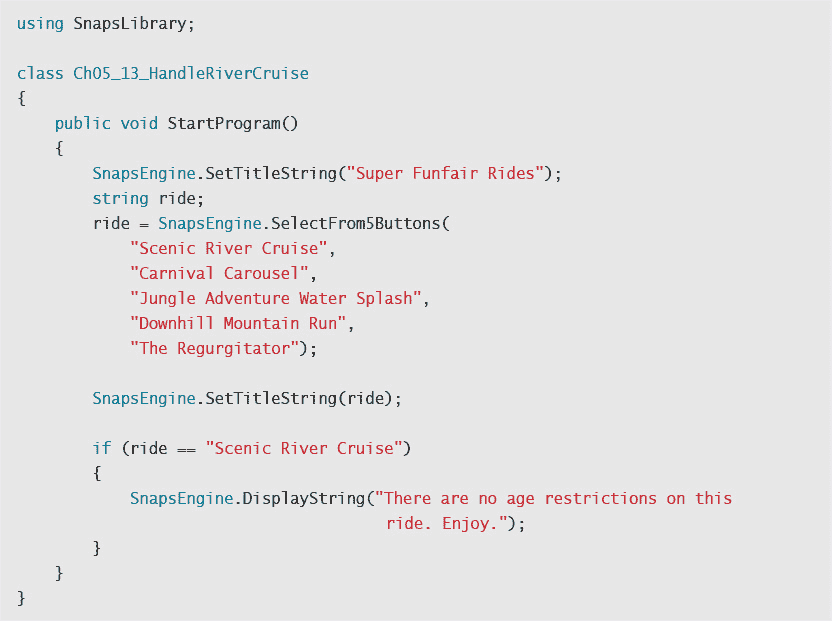 using SnapsLibrary;
class Ch05_13_HandleRiverCruise
{
public void StartProgram()
{
SnapsEngine.SetTitleString("Super Funfair Rides");
string ride;
ride = SnapsEngine.SelectFrom5Buttons(
"Scenic River Cruise",
"Carnival Carousel",
"Jungle Adventure Water Splash",
"Downhill Mountain Run",
"The Regurgitator");
SnapsEngine.SetTitleString(ride);
if (ride == "Scenic River Cruise")
{
SnapsEngine.DisplayString("There are no age restrictions on this
ride. Enjoy.");
}
}
}